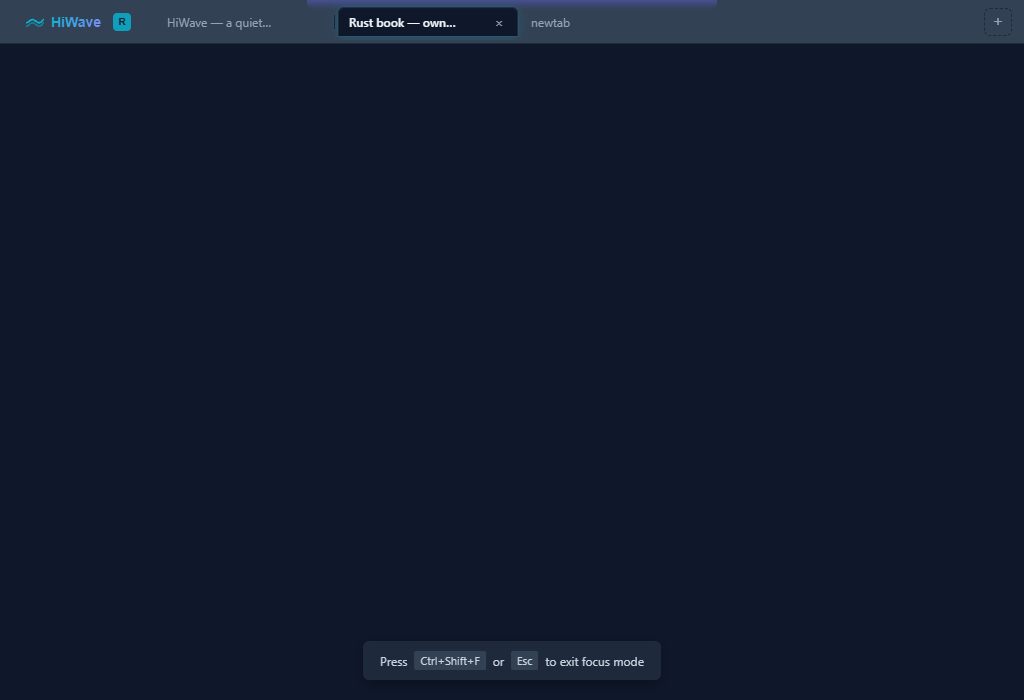 HiWave R HiWave — a quiet... Rust book — own... × newtab +
Press Ctrl+Shift+F or Esc to exit focus mode